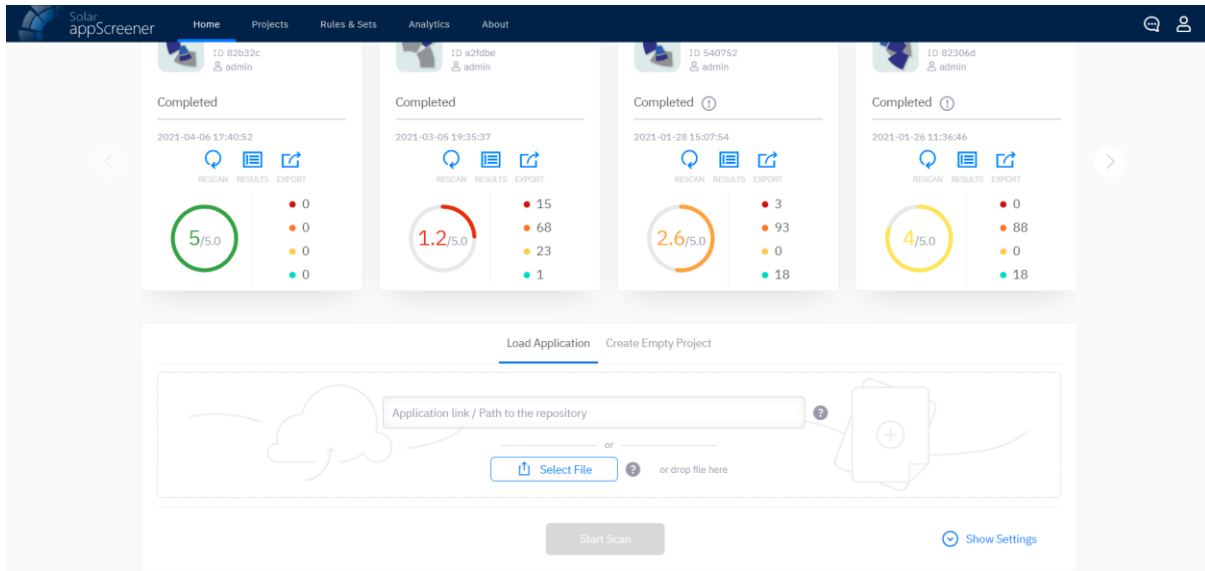 Solar
appScreener
Home Projects Rules & Sets Analytics About
ID 82b32c
admin
Completed
2021-04-06 17:40:52
RESCAN RESULTS EXPORT
5/5.0
0
0
0
0
ID a2fdbe
admin
Completed
2021-03-05 19:35:37
RESCAN RESULTS EXPORT
1.2/5.0
15
68
23
1
ID 540752
admin
Completed
2021-01-28 15:07:54
RESCAN RESULTS EXPORT
2.6/5.0
3
93
0
18
ID 82306d
admin
Completed
2021-01-26 11:36:46
RESCAN RESULTS EXPORT
4/5.0
0
88
0
18
Load Application Create Empty Project
Application link / Path to the repository
or
Select File
or drop file here
Start Scan
Show Settings